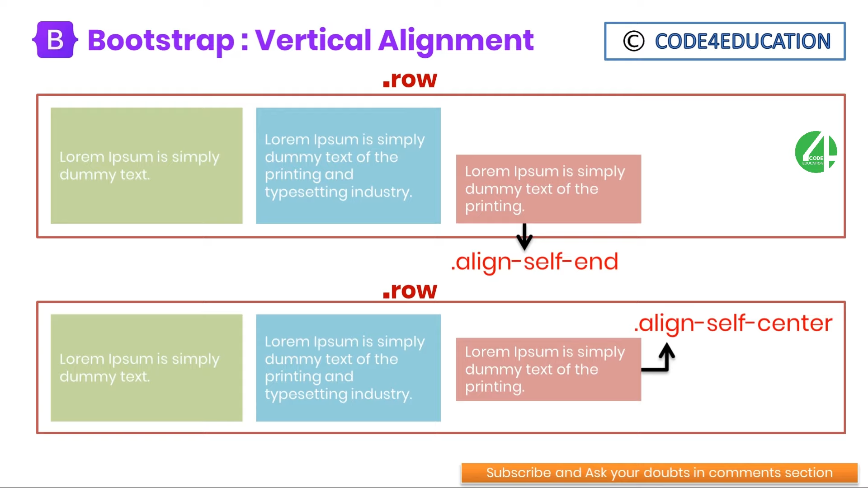 B Bootstrap : Vertical Alignment
© CODE4EDUCATION
.row
Lorem Ipsum is simply
dummy text.
Lorem Ipsum is simply
dummy text of the
printing and
typesetting industry.
Lorem Ipsum is simply
dummy text of the
printing.
4
CODE
EDUCATION
.align-self-end
.row
.align-self-center
Lorem Ipsum is simply
dummy text.
Lorem Ipsum is simply
dummy text of the
printing and
typesetting industry.
Lorem Ipsum is simply
dummy text of the
printing.
Subscribe and Ask your doubts in comments section